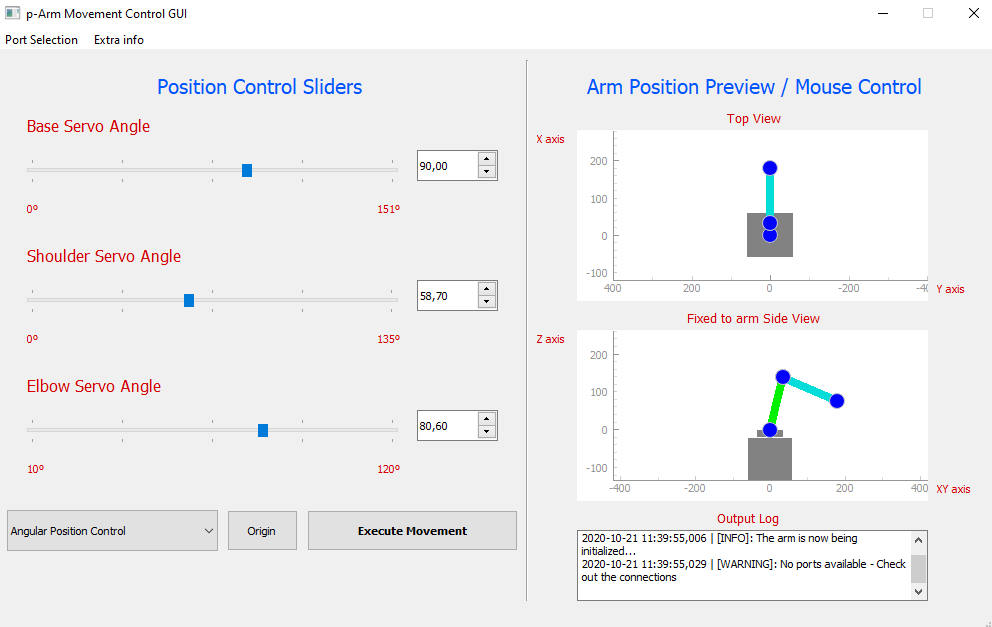 p-Arm Movement Control GUI
Port Selection Extra info
Position Control Sliders
Base Servo Angle
90,00
0º 151º
Shoulder Servo Angle
58,70
0º 135º
Elbow Servo Angle
80,60
10º 120º
Angular Position Control Origin Execute Movement
Arm Position Preview / Mouse Control
Top View
X axis
200
100
0
-100
400 200 0 -200 -40
Y axis
Fixed to arm Side View
Z axis
200
100
0
-100
-400 -200 0 200 400
XY axis
Output Log
2020-10-21 11:39:55,006 | [INFO]: The arm is now being
initialized...
2020-10-21 11:39:55,029 | [WARNING]: No ports available - Check
out the connections